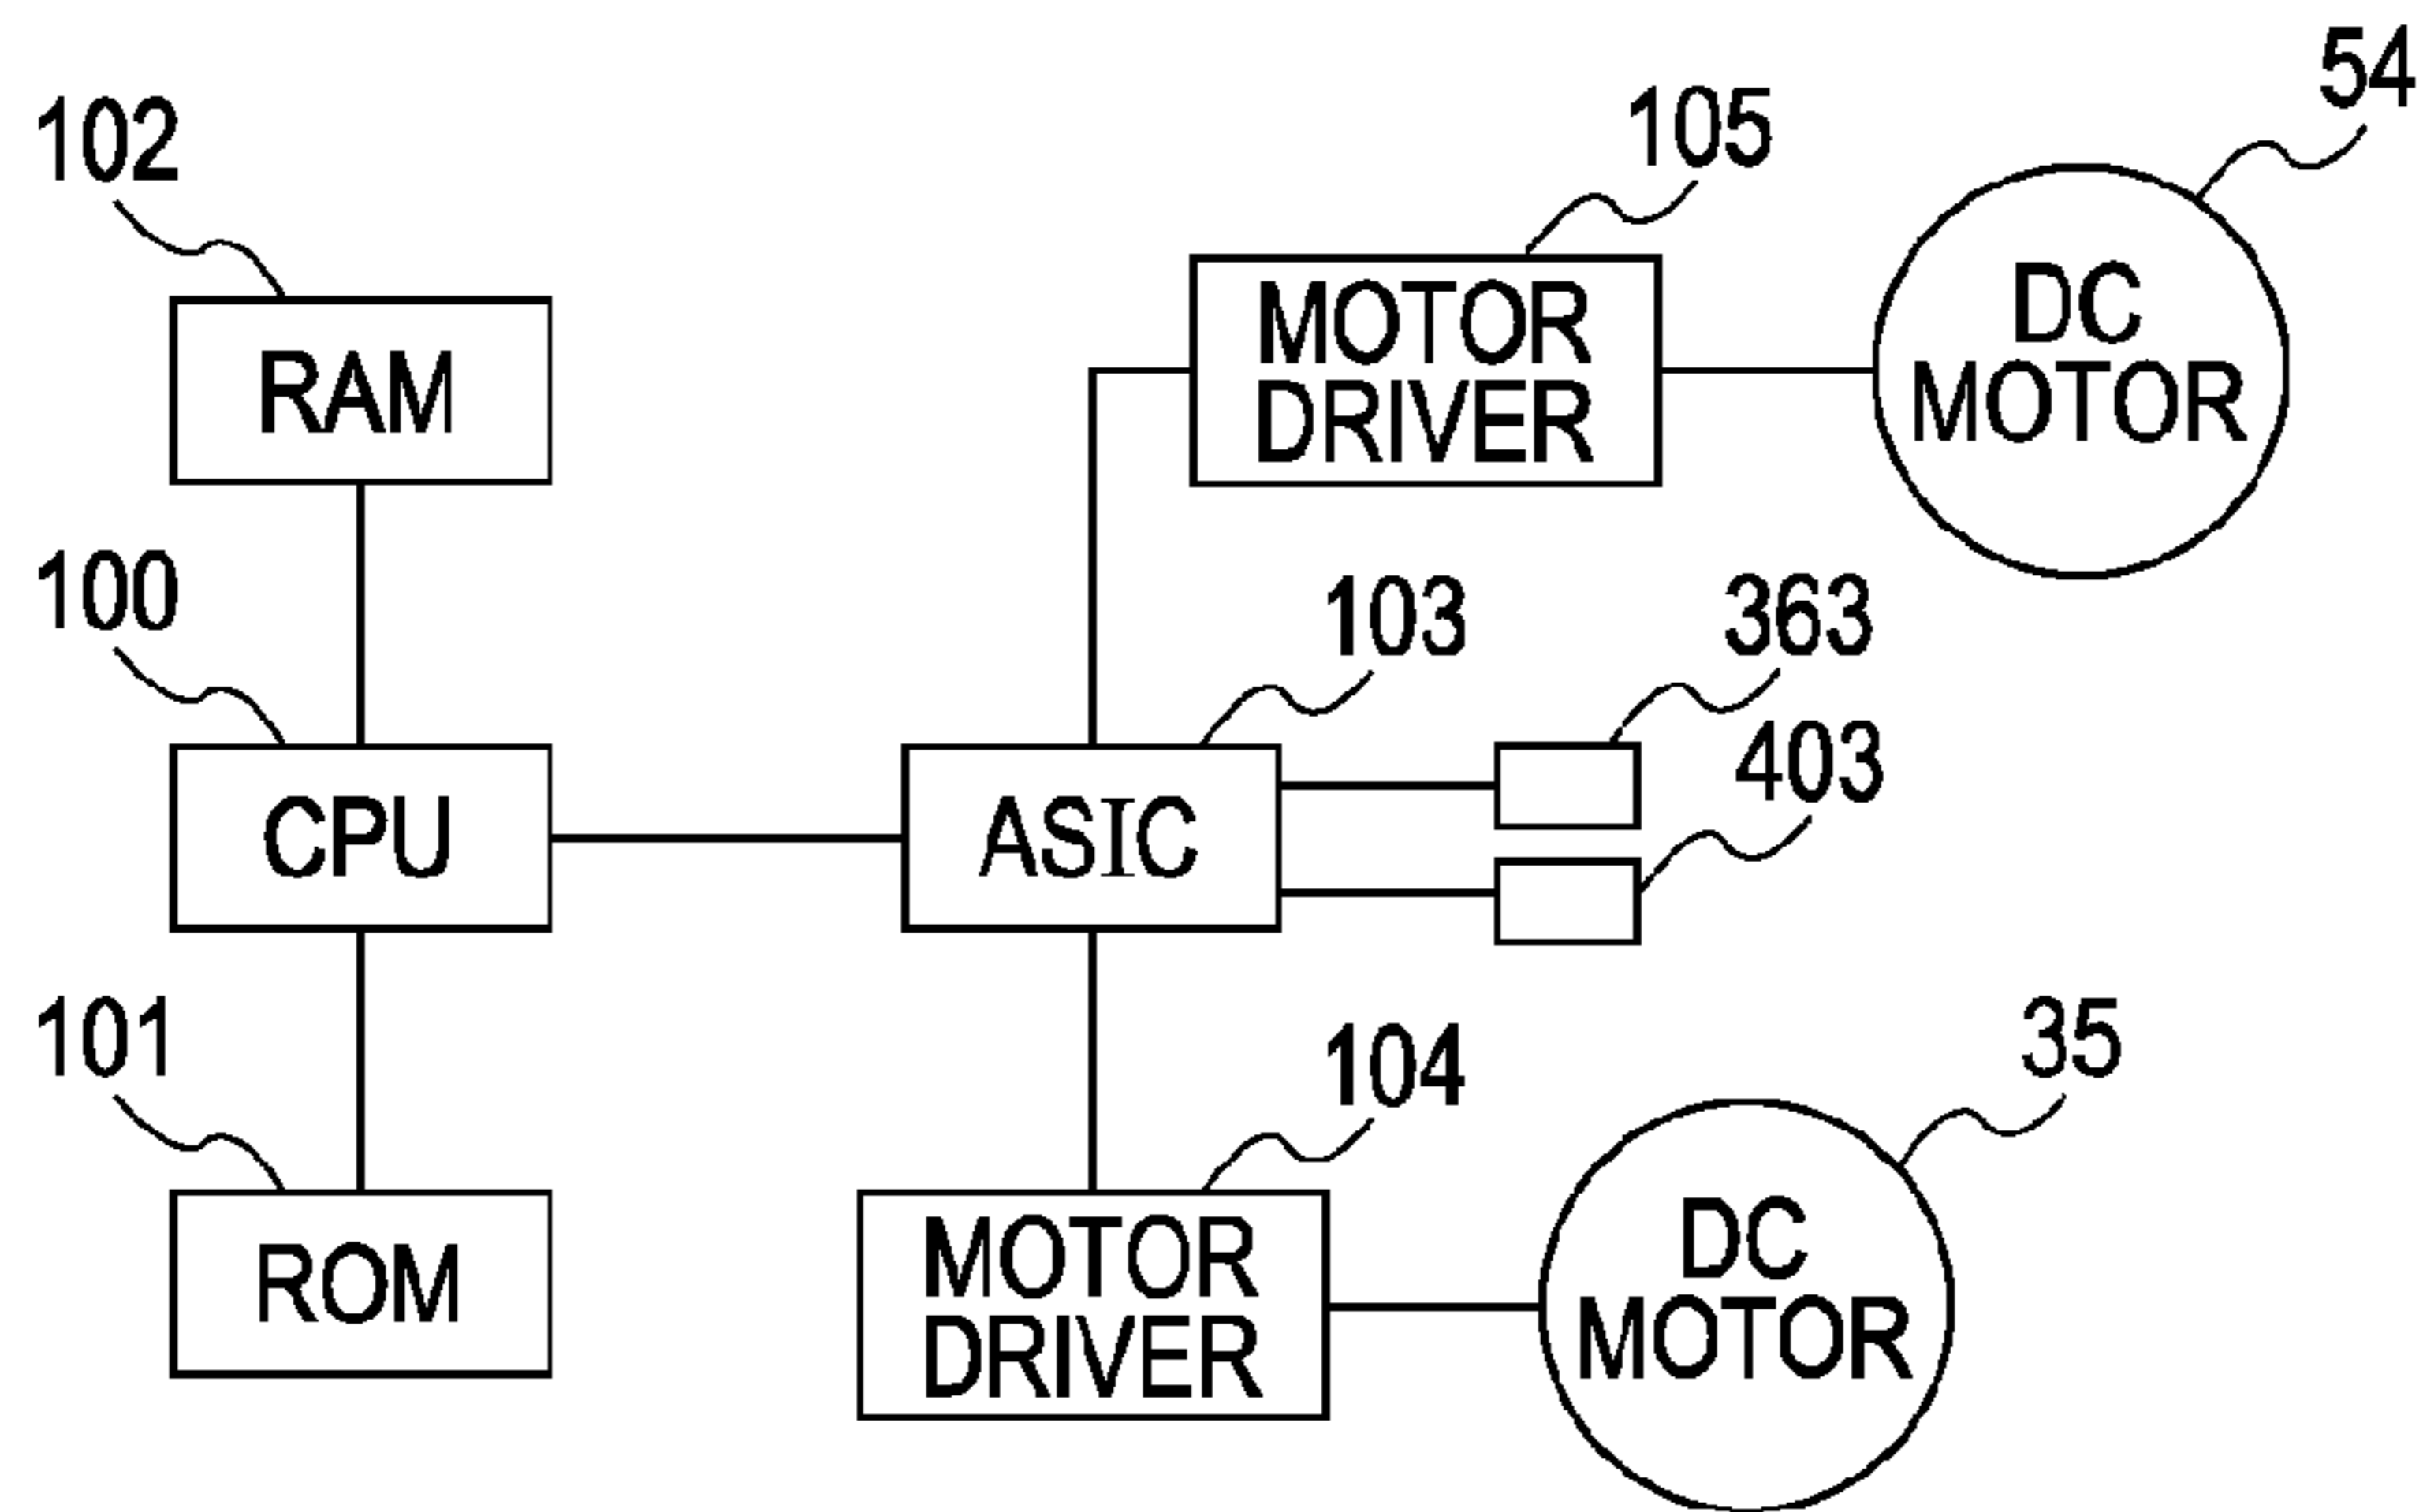 54
105
102
MOTOR
DRIVER
DC
MOTOR
RAM
100
103
363
403
CPU
ASIC
101
104
35
ROM
MOTOR
DRIVER
DC
MOTOR